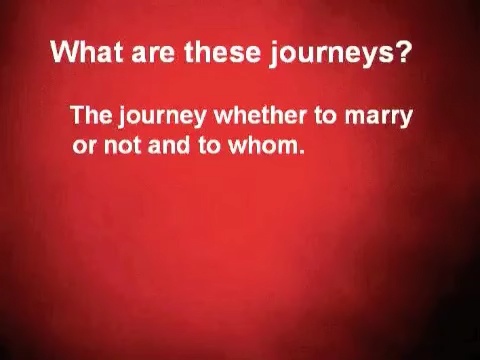 What are these journeys?
The journey whether to marry
or not and to whom.